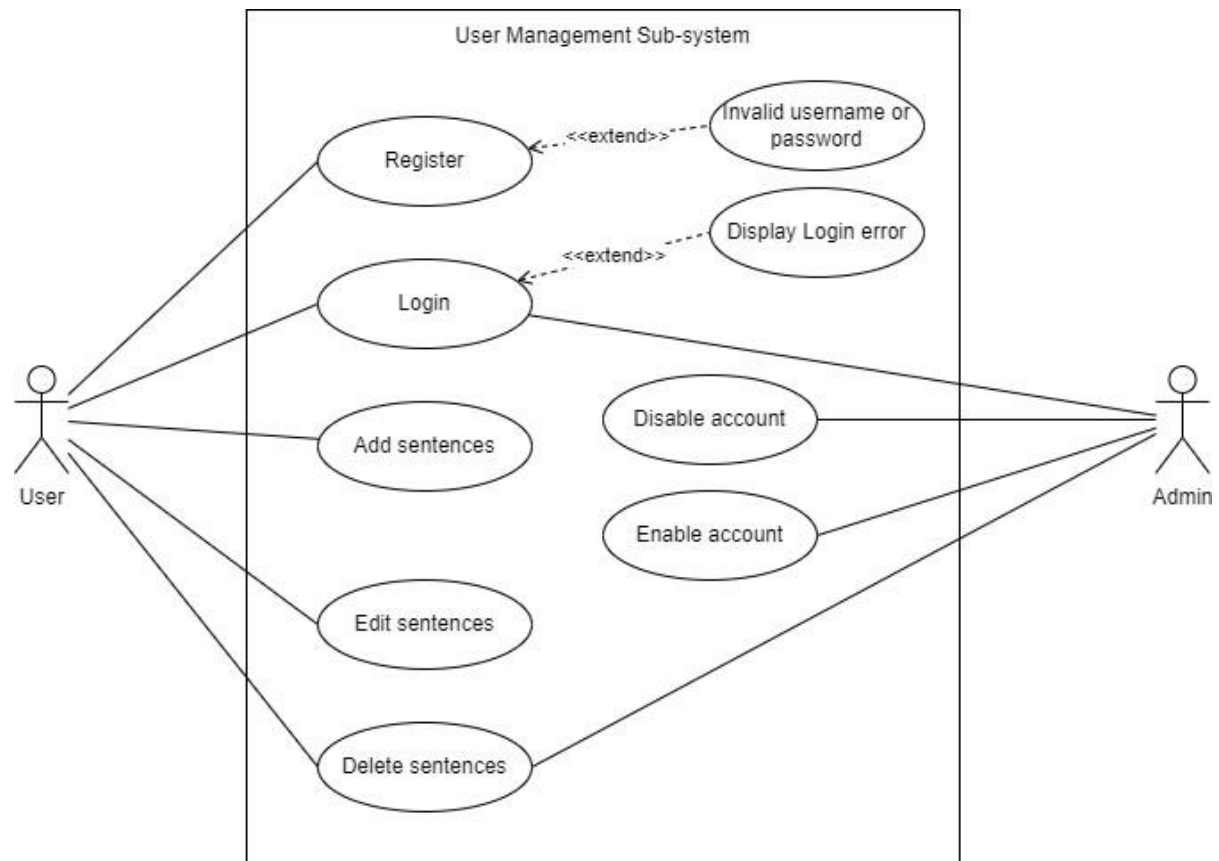 User Management Sub-system
Invalid username or
password
<<extend>>
Register
Display Login error
<<extend>>
Login
Disable account
Add sentences
User
Admin
Enable account
Edit sentences
Delete sentences